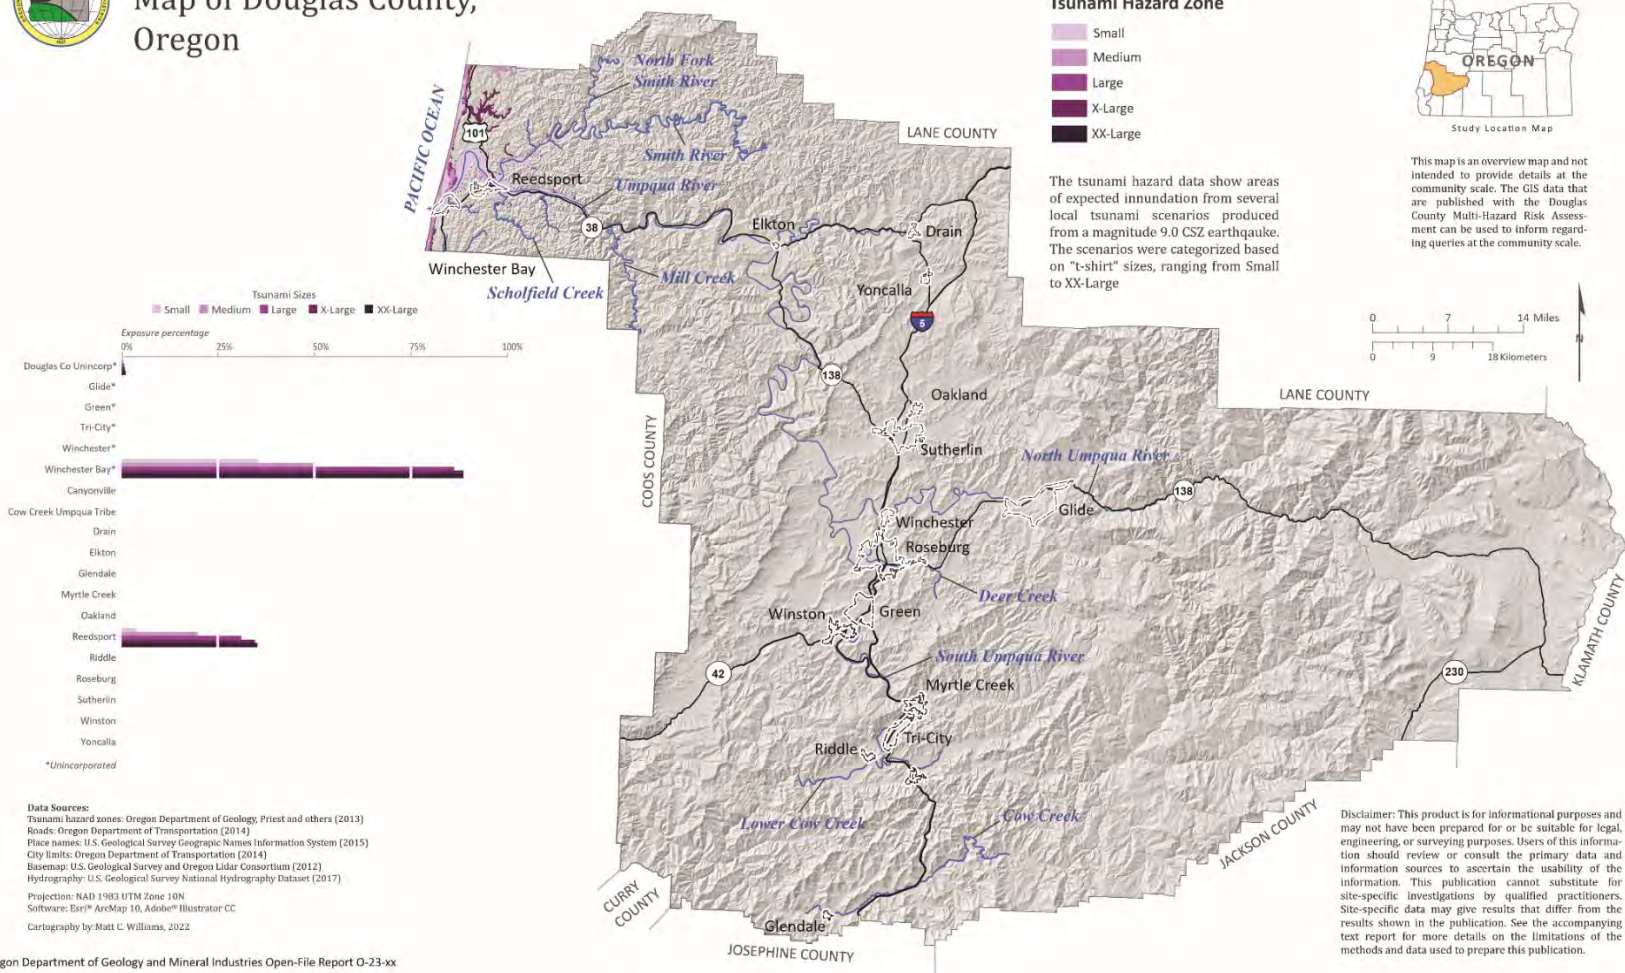 Map of Douglas County,
Oregon
Tsunami Hazard Zone
Small
Medium
Large
X-Large
XX-Large
The tsunami hazard data show areas
of expected innundation from several
local tsunami scenarios produced
from a magnitude 9.0 CSZ earthqauke.
The scenarios were categorized based
on "t-shirt" sizes, ranging from Small
to XX-Large
OREGON
Study Location Map
This map is an overview map and not
intended to provide details at the
community scale. The GIS data that
are published with the Douglas
County Multi-Hazard Risk Assess-
ment can be used to inform regard-
ing queries at the community scale.
0 7 14 Miles
0 9 18 Kilometers
N
PACIFIC OCEAN
North Fork
Smith River
101
LANE COUNTY
Smith River
Reedsport
Umpqua River
38
Elkton
Drain
Winchester Bay
Mill Creek
Scholfield Creek
Yoncalla
5
138
Oakland
LANE COUNTY
COOS COUNTY
Sutherlin
North Umpqua River
138
Glide
Winchester
Roseburg
Deer Creek
Winston
Green
KLAMATH COUNTY
South Umpqua River
42
230
Myrtle Creek
Tri-City
Riddle
Lower Cow Creek
Cow Creek
JACKSON COUNTY
CURRY
COUNTY
Glendale
JOSEPHINE COUNTY
Tsunami Sizes
Small Medium Large X-Large XX-Large
Exposure percentage
0% 25% 50% 75% 100%
Douglas Co Unincorp*
Glide*
Green*
Tri-City*
Winchester*
Winchester Bay*
Canyonville
Cow Creek Umpqua Tribe
Drain
Elkton
Glendale
Myrtle Creek
Oakland
Reedsport
Riddle
Roseburg
Sutherlin
Winston
Yoncalla
*Unincorporated
Data Sources:
Tsunami hazard zones: Oregon Department of Geology, Priest and others (2013)
Roads: Oregon Department of Transportation (2014)
Place names: U.S. Geological Survey Geograpic Names Information System (2015)
City limits: Oregon Department of Transportation (2014)
Basemap: U.S. Geological Survey and Oregon Lidar Consortium (2012)
Hydrography: U.S. Geological Survey National Hydrography Dataset (2017)
Projection: NAD 1983 UTM Zone 10N
Software: Esri® ArcMap 10, Adobe® Illustrator CC
Cartography by: Matt C. Williams, 2022
gon Department of Geology and Mineral Industries Open-File Report O-23-xx
Disclaimer: This product is for informational purposes and
may not have been prepared for or be suitable for legal,
engineering, or surveying purposes. Users of this informa-
tion should review or consult the primary data and
information sources to ascertain the usability of the
information. This publication cannot substitute for
site-specific investigations by qualified practitioners.
Site-specific data may give results that differ from the
results shown in the publication. See the accompanying
text report for more details on the limitations of the
methods and data used to prepare this publication.